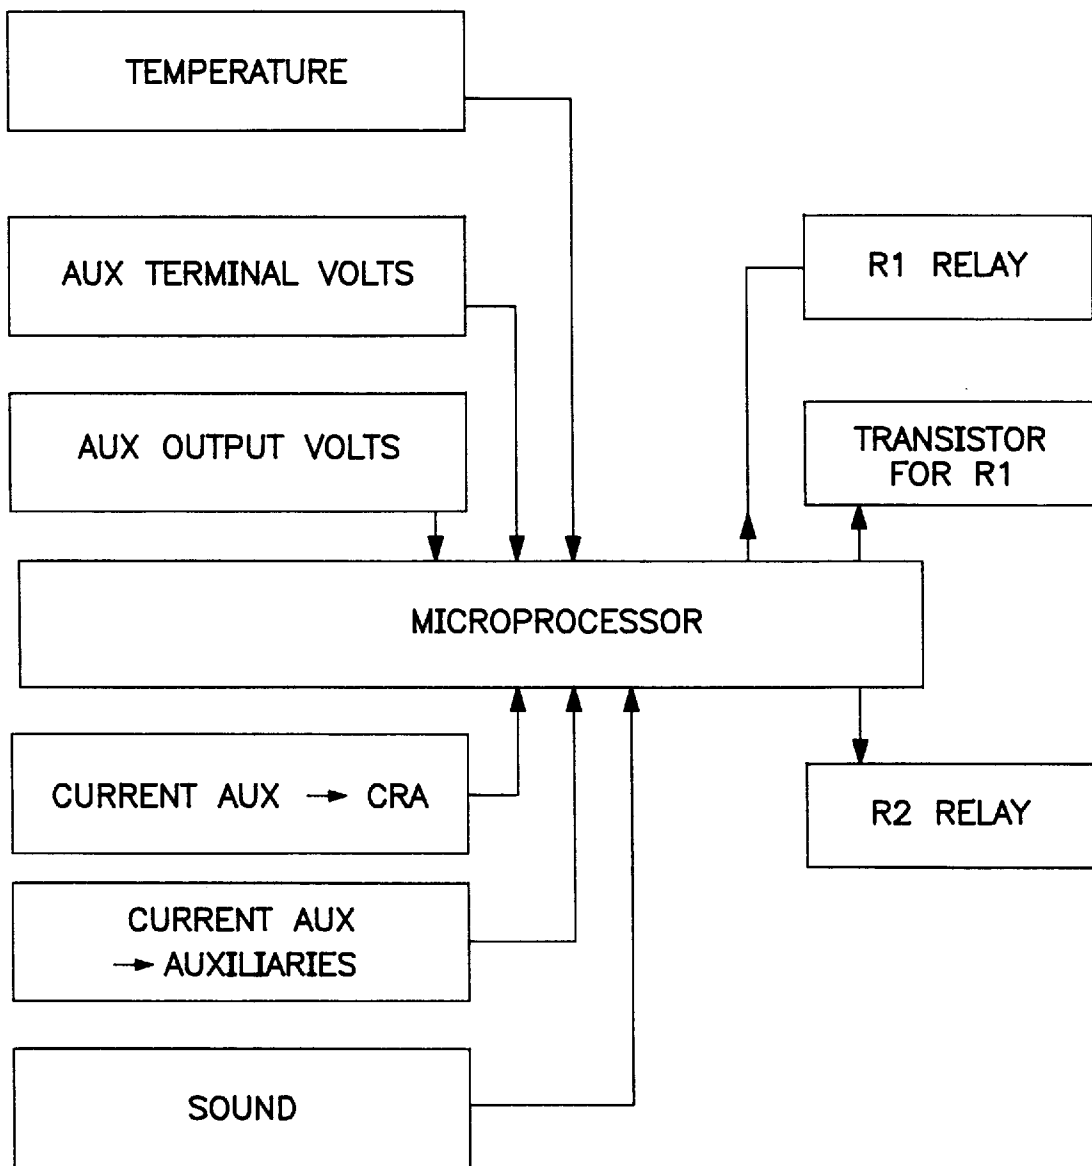 TEMPERATURE
AUX TERMINAL VOLTS
AUX OUTPUT VOLTS
R1 RELAY
TRANSISTOR
FOR R1
MICROPROCESSOR
CURRENT AUX → CRA
CURRENT AUX
→ AUXILIARIES
SOUND
R2 RELAY